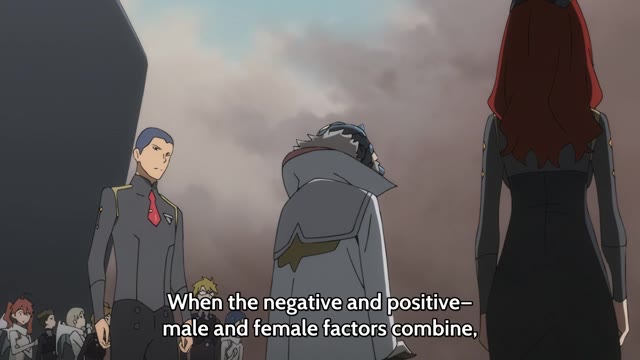 When the negative and positive—
male and female factors combine,